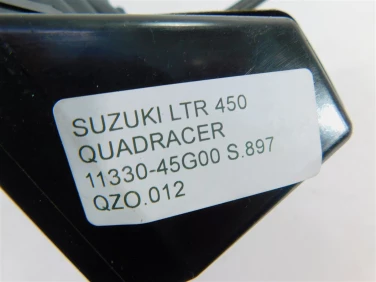 SUZUKI LTR 450
QUADRACER
11330-45G00 S.897
QZO.012